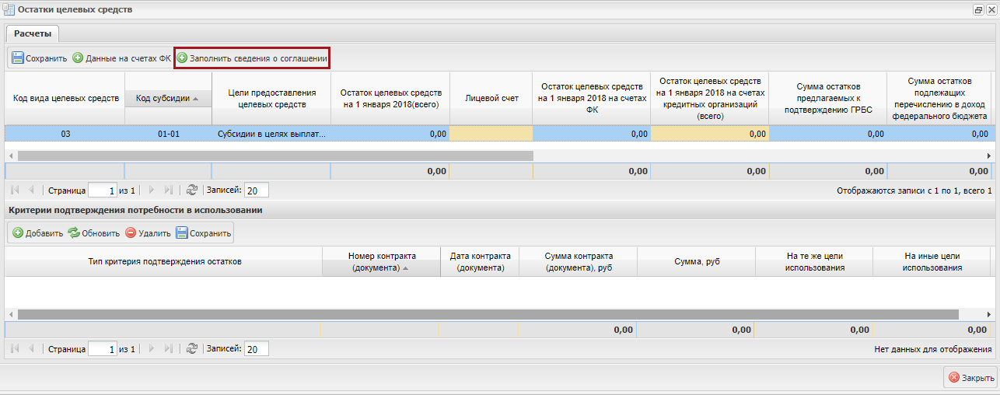 Остатки целевых средств
Расчеты
Сохранить Данные на счетах ФК Заполнить сведения о соглашении
Код вида целевых средств
Код субсидии
Цели предоставления
целевых средств
Остаток целевых средств
на 1 января 2018(всего)
Лицевой счет
Остаток целевых средств
на 1 января 2018 на счетах
ФК
Остаток целевых средств
на 1 января 2018 на счетах
кредитных организаций
(всего)
Сумма остатков
предлагаемых к
подтверждению ГРБС
Сумма остатков
подлежащих
перечислению в доход
федерального бюджета
03 01-01 Субсидии в целях выплат... 0,00 0,00 0,00 0,00 0,00
0,00 0,00 0,00 0,00 0,00
Страница 1 из 1 Записей: 20 Отображаются записи с 1 по 1, всего 1
Критерии подтверждения потребности в использовании
Добавить Обновить Удалить Сохранить
Тип критерия подтверждения остатков
Номер контракта
(документа)
Дата контракта
(документа)
Сумма контракта
(документа), руб
Сумма, руб
На те же цели
использования
На иные цели
использования
0,00 0,00 0,00 0,00
Страница 1 из 1 Записей: 20 Нет данных для отображения
Закрыть